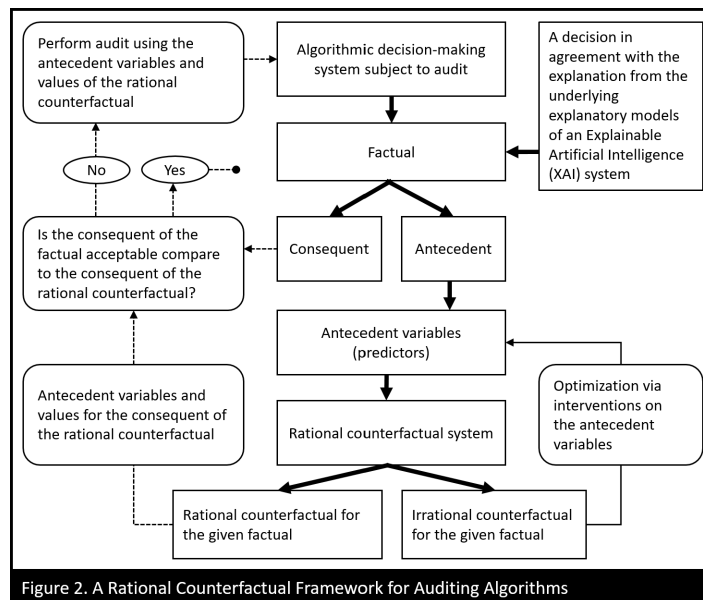 Perform audit using the
antecedent variables and
values of the rational
counterfactual
Algorithmic decision-making
system subject to audit
A decision in
agreement with the
explanation from the
underlying
explanatory models
of an Explainable
Artificial Intelligence
(XAI) system
Factual
No
Yes
Is the consequent of the
factual acceptable compare
to the consequent of the
rational counterfactual?
Consequent
Antecedent
Antecedent variables
(predictors)
Antecedent variables and
values for the consequent of
the rational counterfactual
Rational counterfactual system
Optimization via
interventions on
the antecedent
variables
Rational counterfactual for
the given factual
Irrational counterfactual
for the given factual
Figure 2. A Rational Counterfactual Framework for Auditing Algorithms